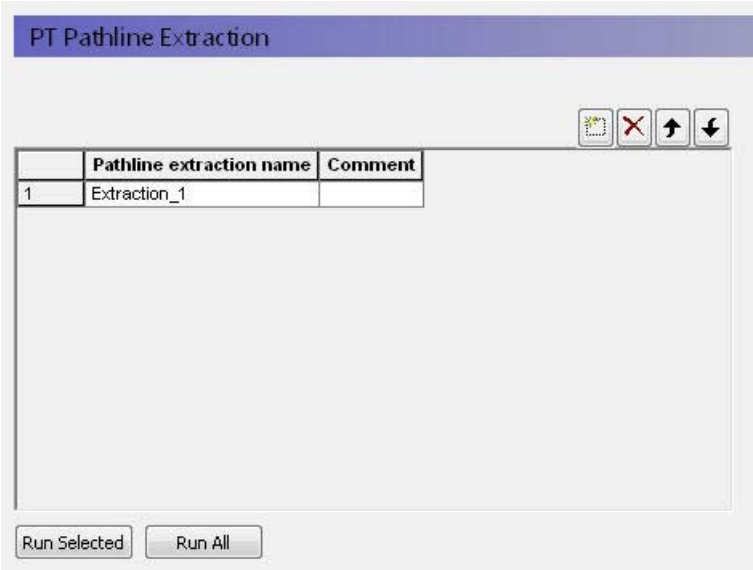 PT Pathline Extraction
Pathline extraction name Comment
1 Extraction_1
Run Selected Run All